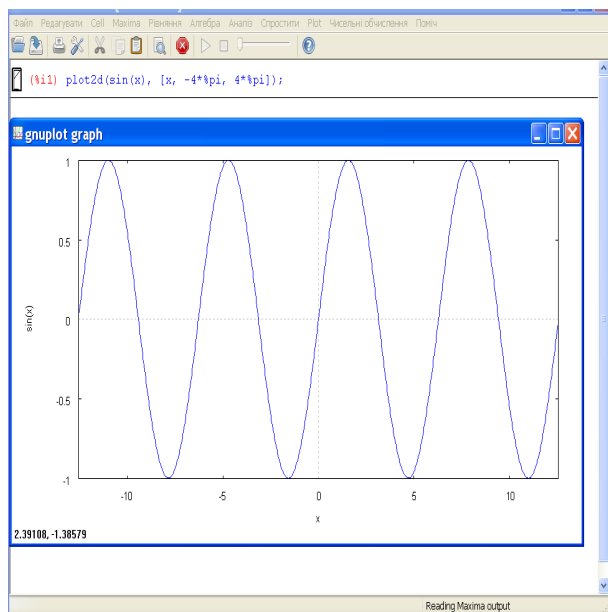 Файл Редагувати Cell Maxima Рівняння Алгебра Аналіз Спростити Plot Чисельні обчислення Поміч
(%i1) plot2d(sin(x), [x, -4*%pi, 4*%pi]);
gnuplot graph
1
0.5
0
-0.5
-1
sin(x)
-10 -5 0 5 10
x
2.39108, -1.38579
Reading Maxima output